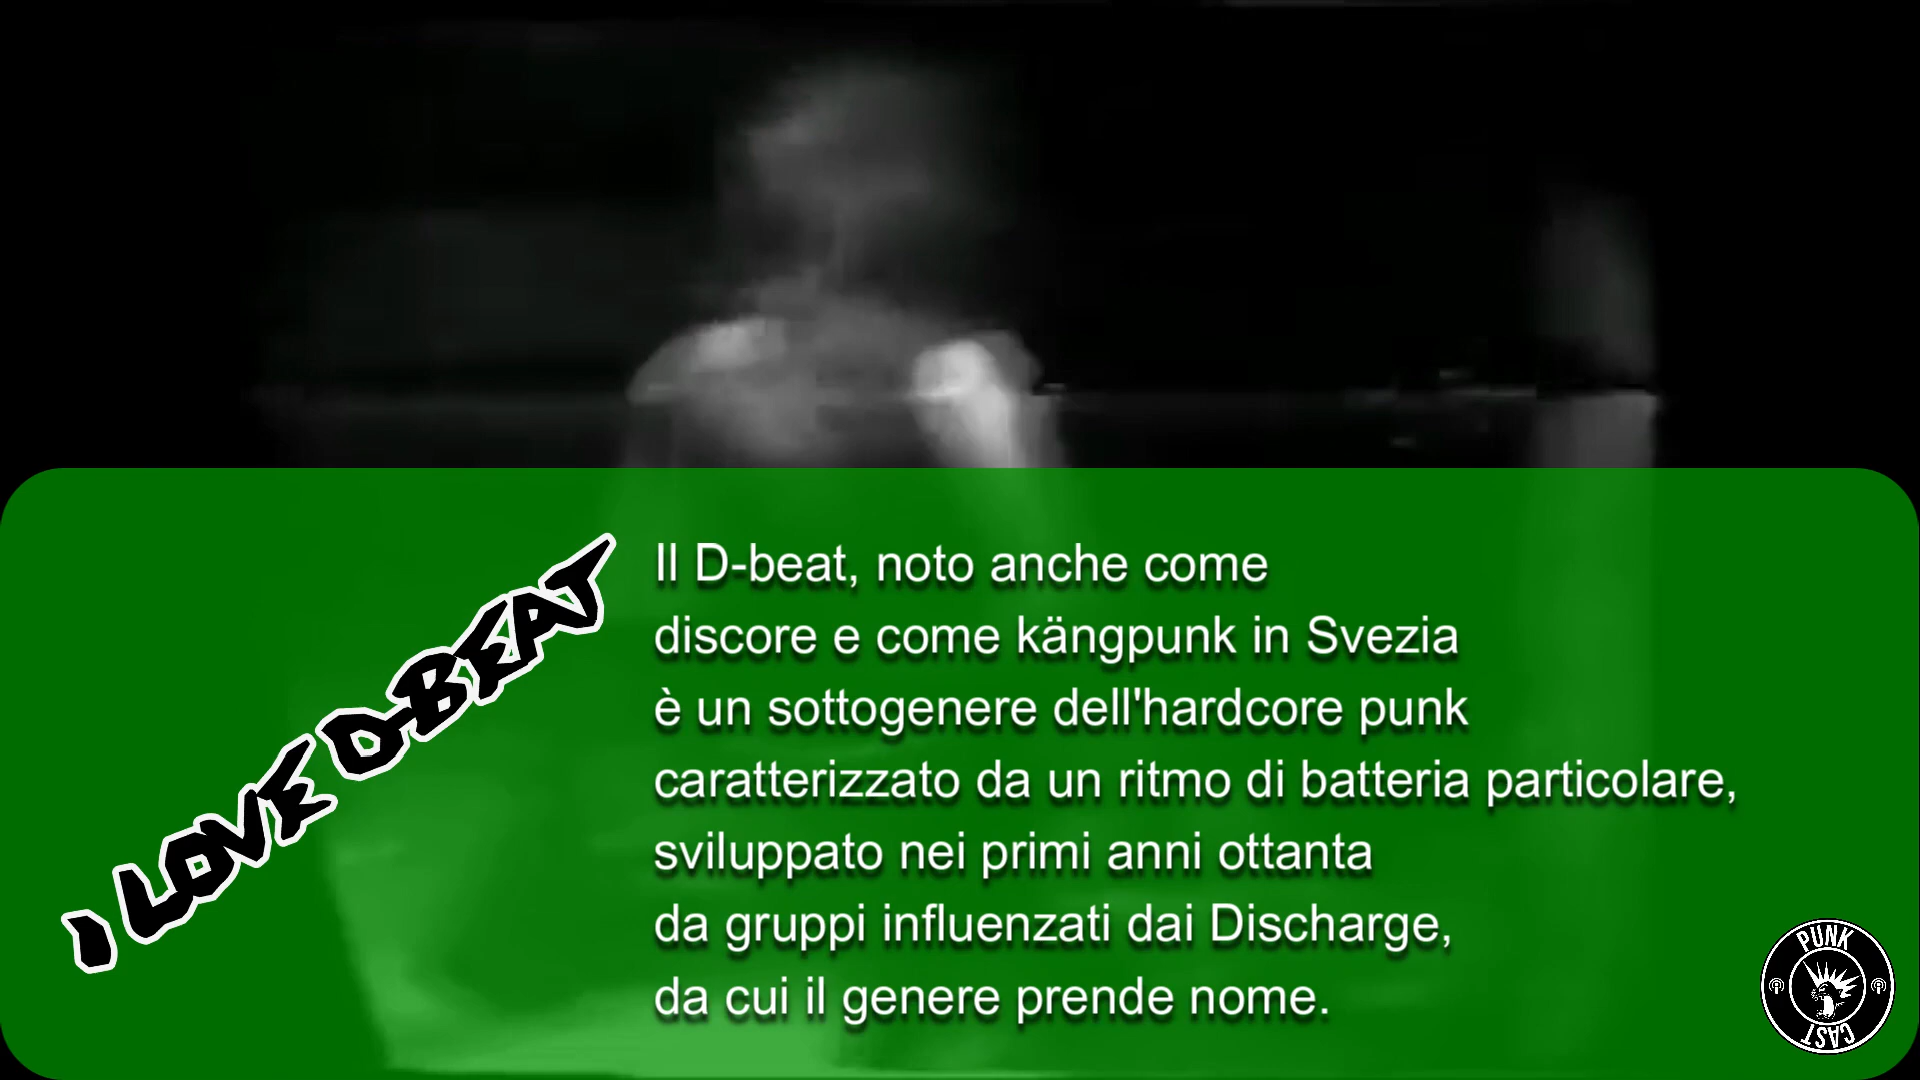 I LOVE D-BEAT
Il D-beat, noto anche come
discore e come kängpunk in Svezia
è un sottogenere dell'hardcore punk
caratterizzato da un ritmo di batteria particolare,
sviluppato nei primi anni ottanta
da gruppi influenzati dai Discharge,
da cui il genere prende nome.
PUNK
CAST